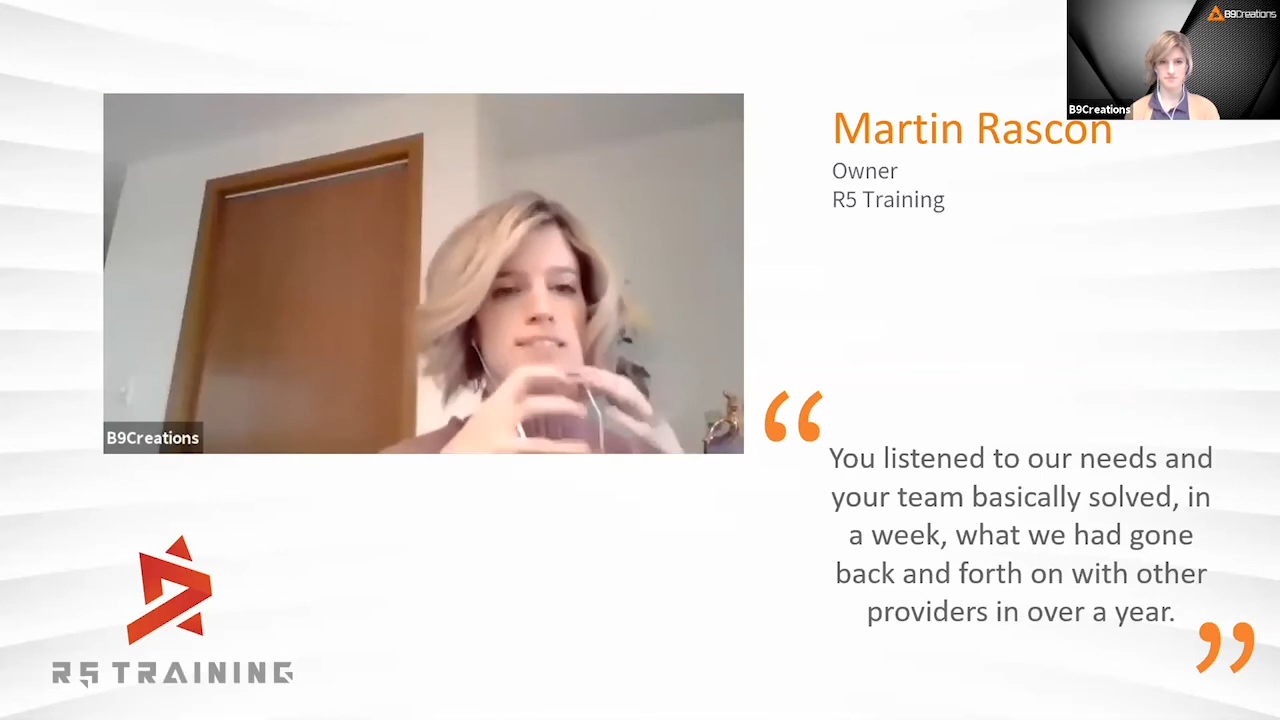 B9Creations
B9Creations
Martin Rascon
Owner
R5 Training
B9Creations
“
You listened to our needs and
your team basically solved, in
a week, what we had gone
back and forth on with other
providers in over a year.
”
R5 TRAINING